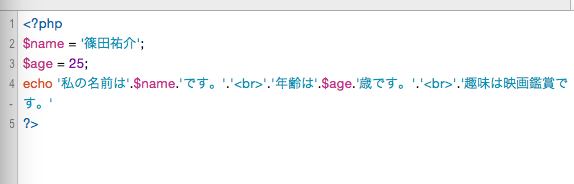 1 <?php
2 $name = '篠田祐介';
3 $age = 25;
4 echo '私の名前は'.$name.'です。'.'<br>'.'年齢は'.$age.'歳です。'.'<br>'.'趣味は映画鑑賞で
- す。'
5 ?>